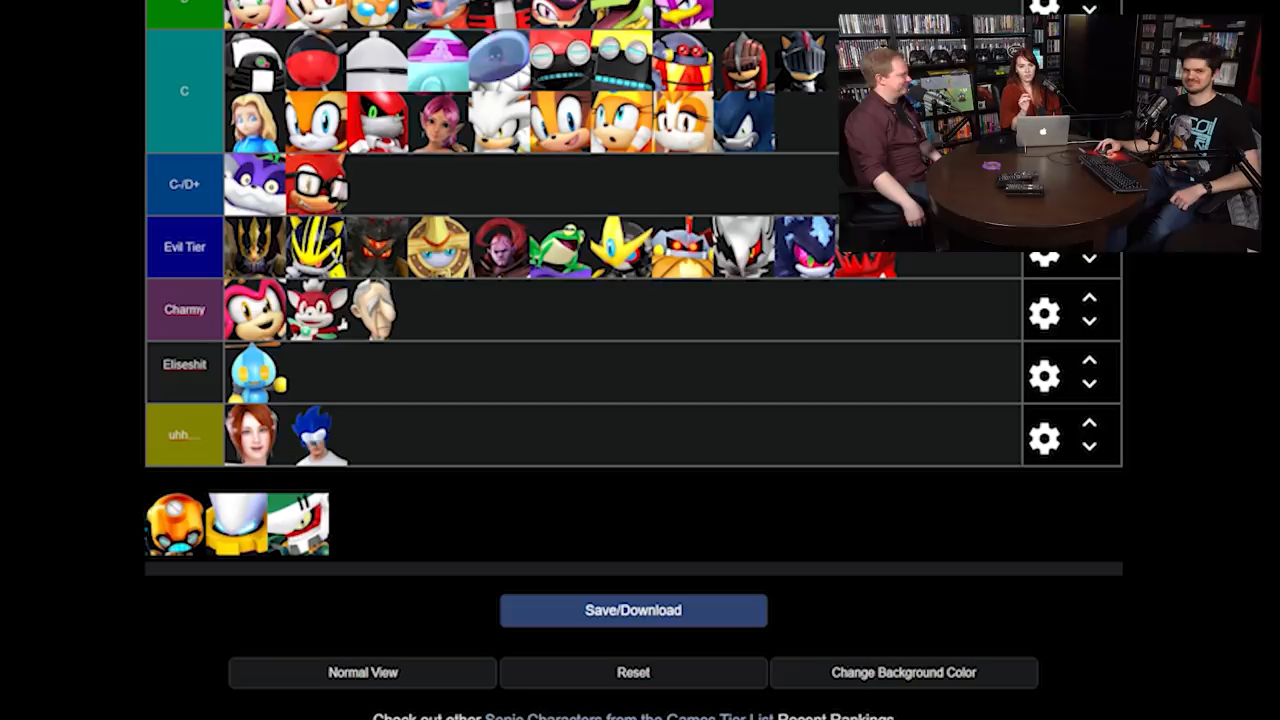 C
C-/D+
Evil Tier
Charmy
Eliseshit
uhh....
Save/Download
Normal View
Reset
Change Background Color
Check out other Sonic Characters from the Games Tier List Recent Rankings